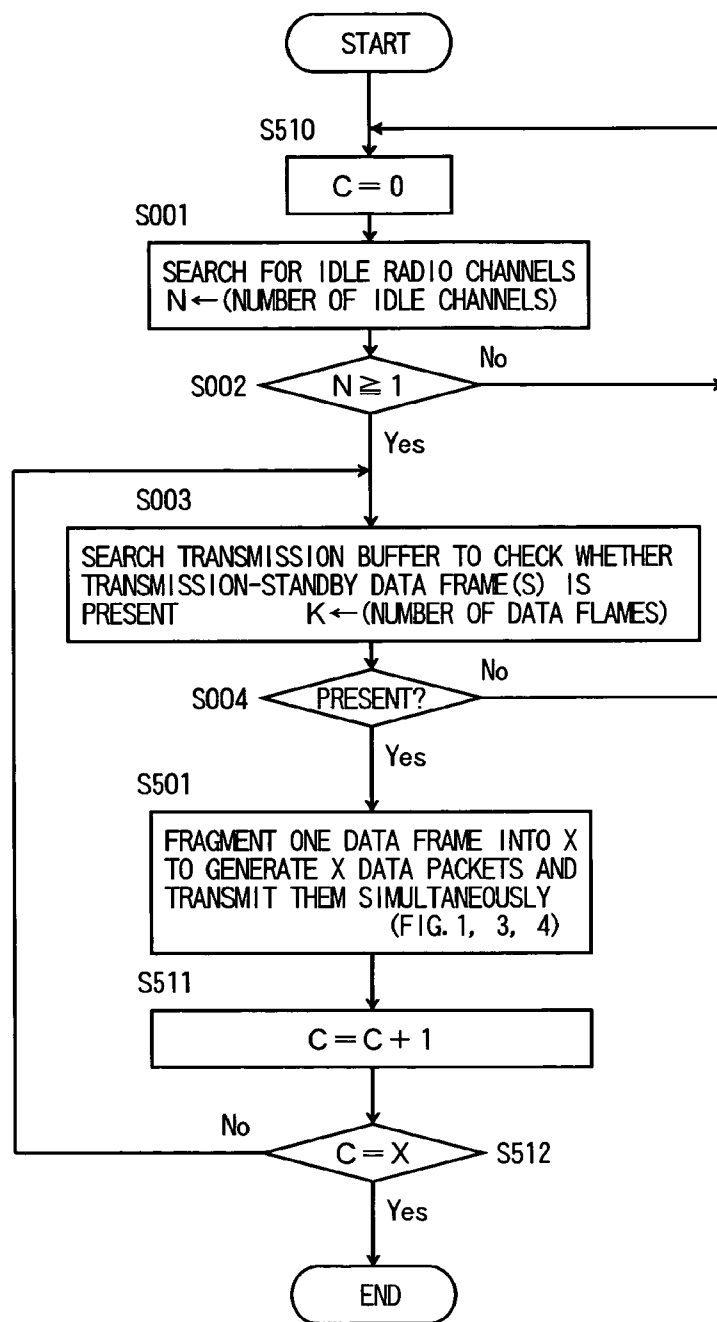 START
S510
C=0
S001
SEARCH FOR IDLE RADIO CHANNELS
N←(NUMBER OF IDLE CHANNELS)
No
S002
N≧1
Yes
S003
SEARCH TRANSMISSION BUFFER TO CHECK WHETHER
TRANSMISSION-STANDBY DATA FRAME(S) IS
PRESENT K←(NUMBER OF DATA FLAMES)
No
S004
PRESENT?
Yes
S501
FRAGMENT ONE DATA FRAME INTO X
TO GENERATE X DATA PACKETS AND
TRANSMIT THEM SIMULTANEOUSLY
(FIG. 1, 3, 4)
S511
C=C+1
No
C=X
S512
Yes
END